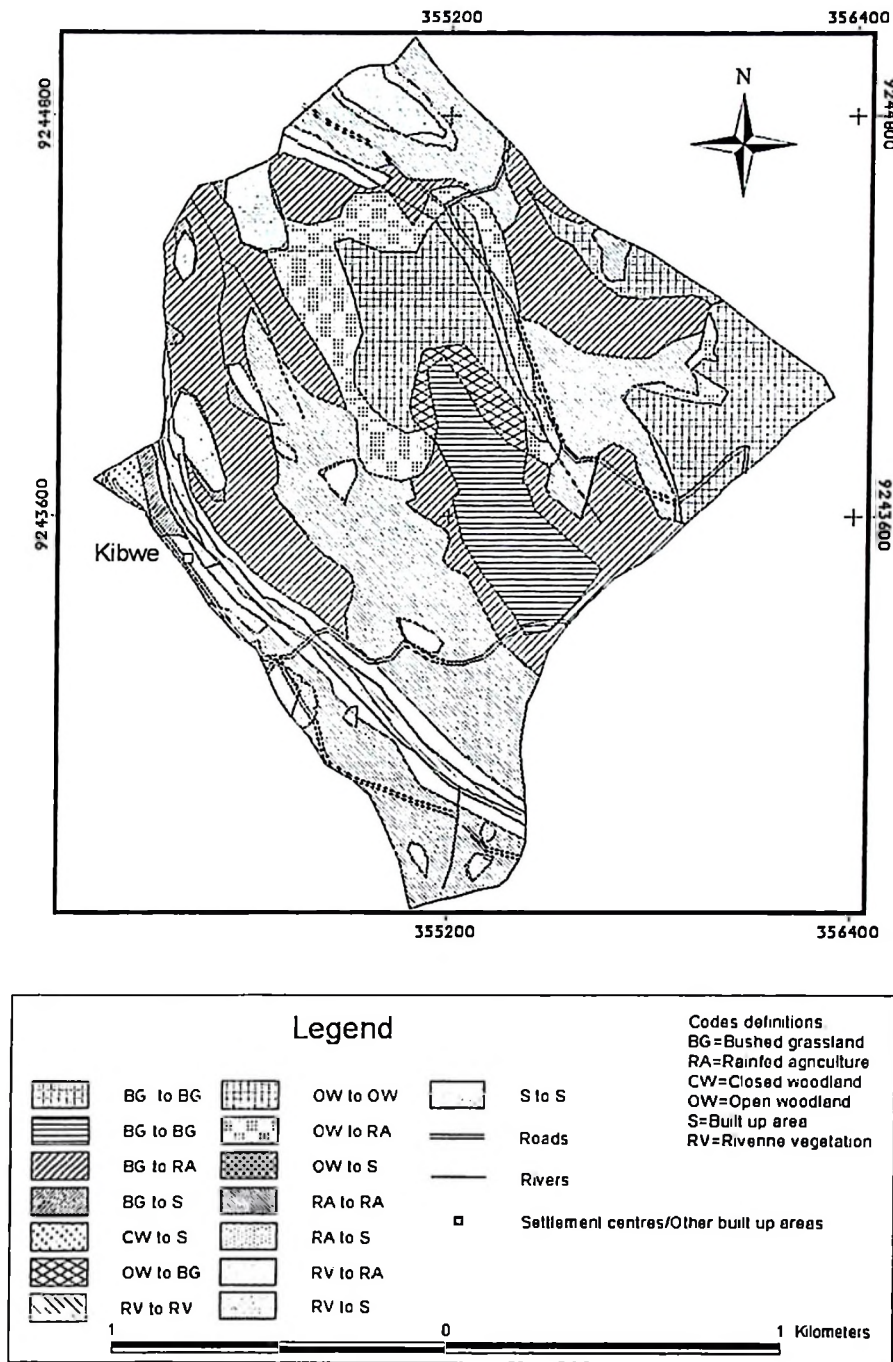 355200 356400
N
9244800 9244800
9243600 9243600
Kibwe
355200 356400
Legend
Codes definitions
BG=Bushed grassland
RA=Rainfed agriculture
CW=Closed woodland
OW=Open woodland
S=Built up area
RV=Riverine vegetation
BG to BG OW to OW S to S
BG to BG OW to RA Roads
BG to RA OW to S Rivers
BG to S RA to RA Settlement centres/Other built up areas
CW to S RA to S
OW to BG RV to RA
RV to RV RV to S
1 0 1 Kilometers